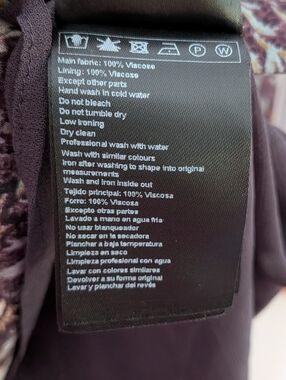 P W
Main fabric: 100% Viscose
Lining: 100% Viscose
Except other parts
Hand wash in cold water
Do not bleach
Do not tumble dry
Low ironing
Dry clean
Professional wash with water
Wash with similar colours
Iron after washing to shape into original
measurements
Wash and iron inside out
Tejido principal: 100% Viscosa
Forro: 100% Viscosa
Excepto otras partes
Lavado a mano en agua fria
No usar blanqueador
No secar en la secadora
Planchar a baja temperatura
Limpieza en seco
Limpieza profesional con agua
Lavar con colores similares
Devolver a su forma original
Lavar y planchar del revés